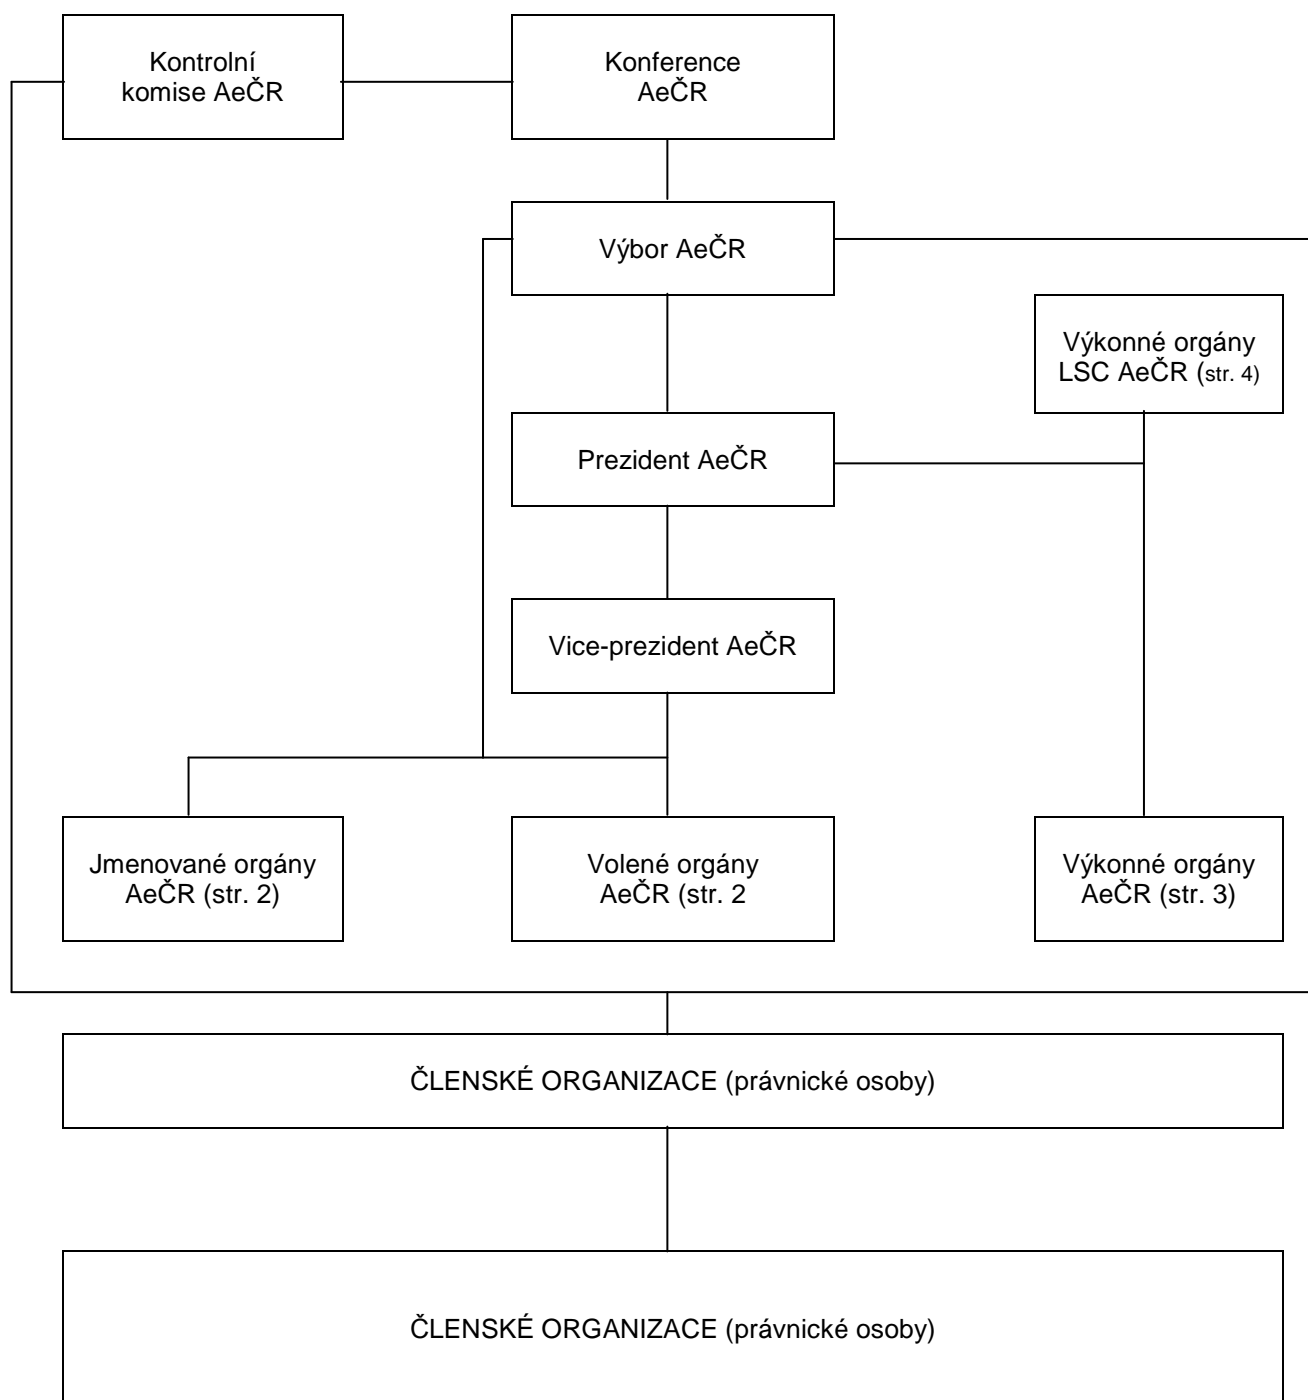 Kontrolní
komise AeČR
Konference
AeČR
Výbor AeČR
Výkonné orgány
LSC AeČR (str. 4)
Prezident AeČR
Vice-prezident AeČR
Jmenované orgány
AeČR (str. 2)
Volené orgány
AeČR (str. 2
Výkonné orgány
AeČR (str. 3)
ČLENSKÉ ORGANIZACE (právnické osoby)
ČLENSKÉ ORGANIZACE (právnické osoby)